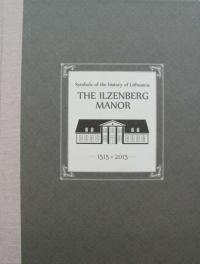 Symbols of the history of Lithuania
THE ILZENBERG
MANOR
1515 • 2015